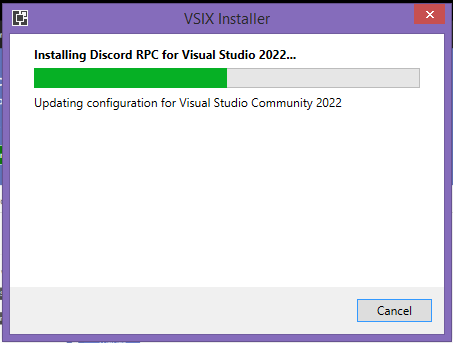 VSIX Installer
Installing Discord RPC for Visual Studio 2022...
Updating configuration for Visual Studio Community 2022
Cancel